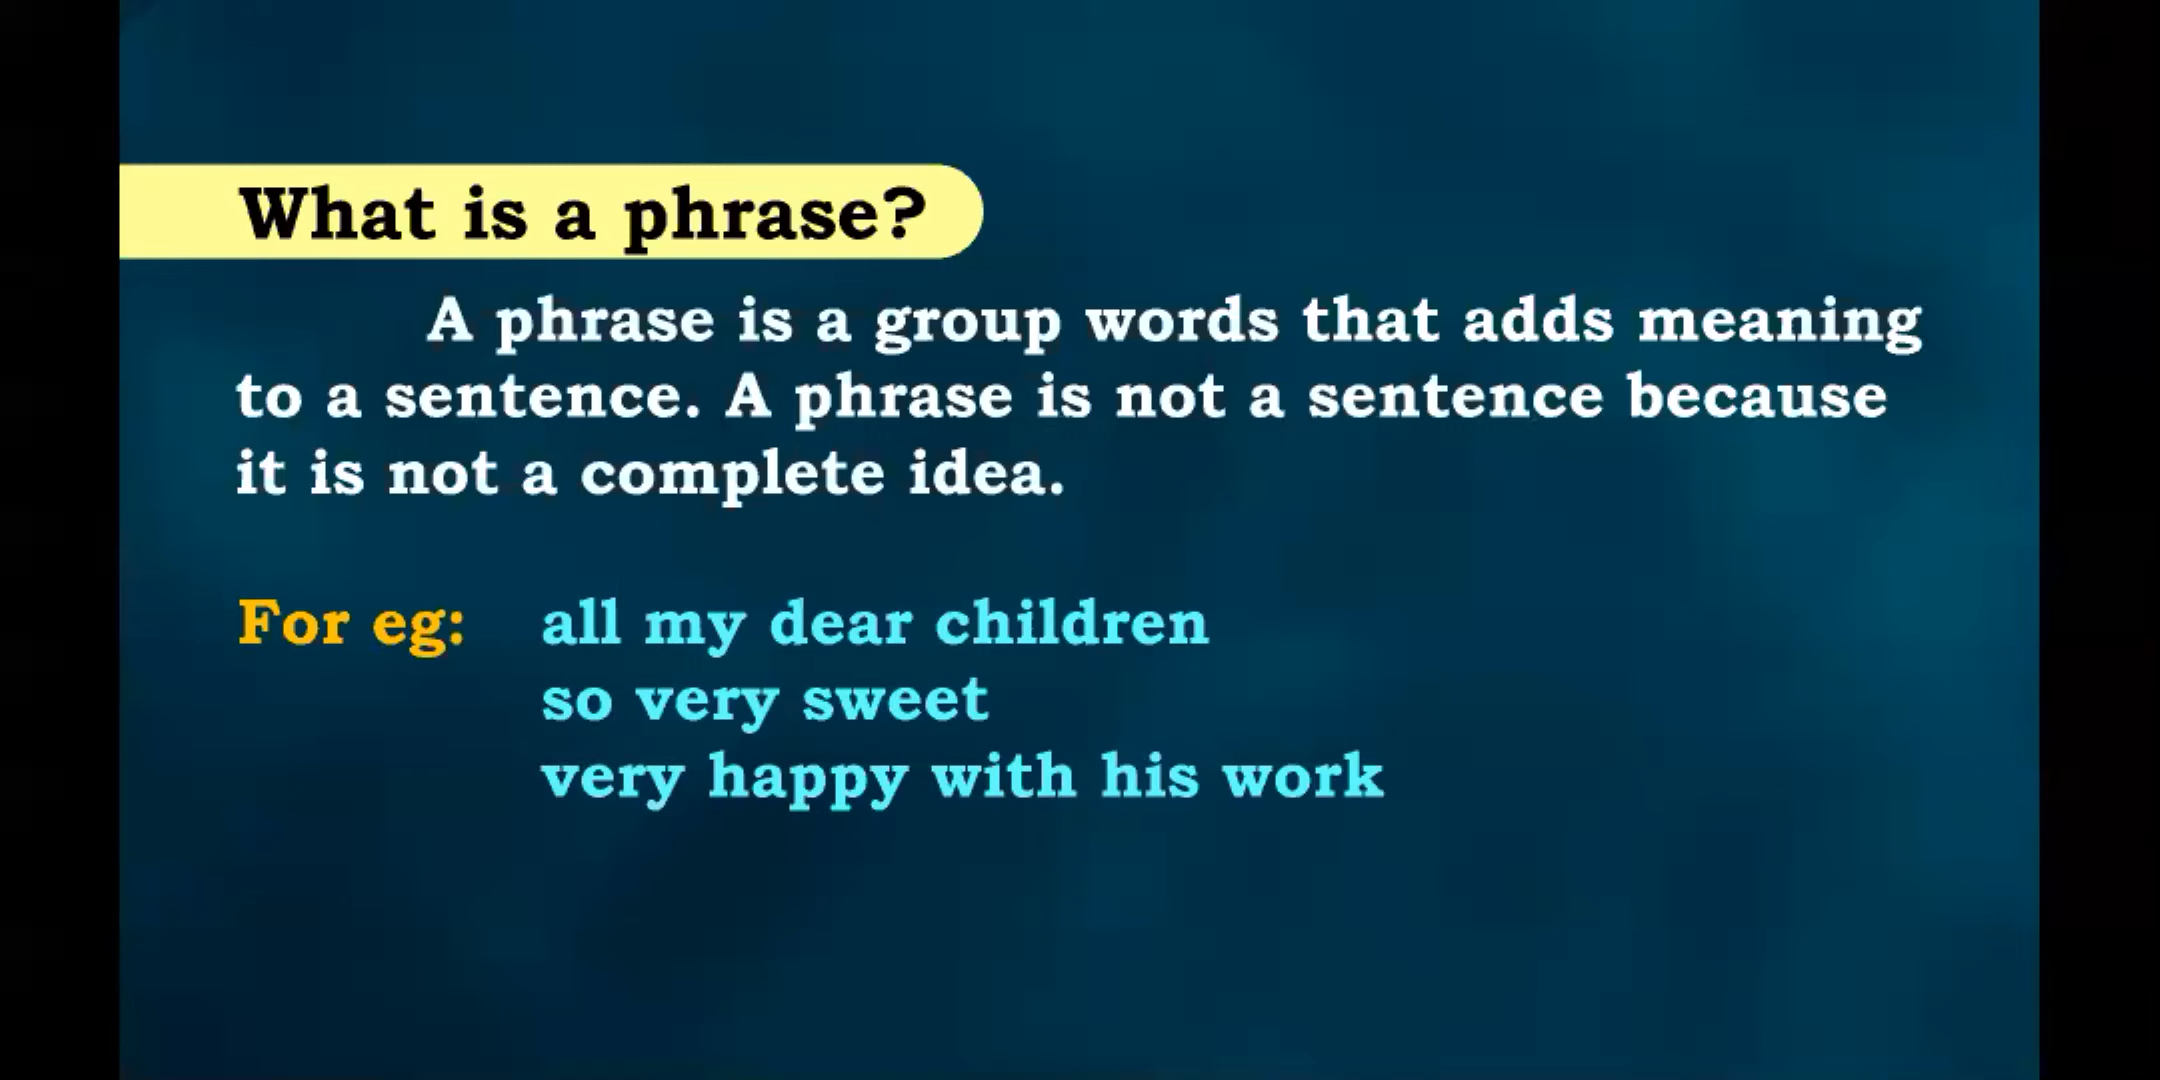 What is a phrase?
A phrase is a group words that adds meaning
to a sentence. A phrase is not a sentence because
it is not a complete idea.
For eg: all my dear children
so very sweet
very happy with his work